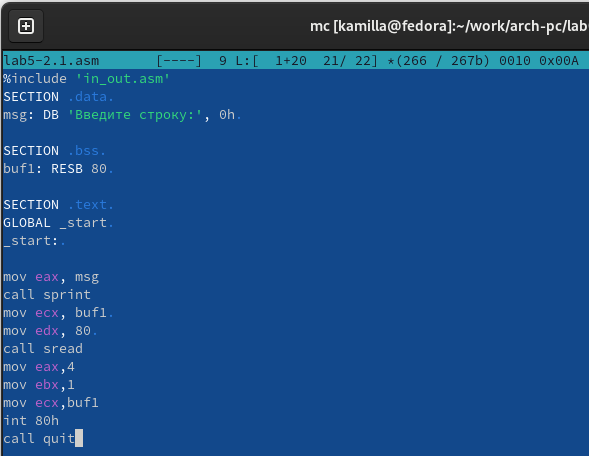 mc [kamilla@fedora]:~/work/arch-pc/lab
lab5-2.1.asm [----] 9 L:[ 1+20 21/ 22] *(266 / 267b) 0010 0x00A
%include 'in_out.asm'
SECTION .data.
msg: DB 'Введите строку:', 0h.
SECTION .bss.
buf1: RESB 80.
SECTION .text.
GLOBAL _start.
_start:.
mov eax, msg
call sprint
mov ecx, buf1.
mov edx, 80.
call sread
mov eax,4
mov ebx,1
mov ecx,buf1
int 80h
call quit